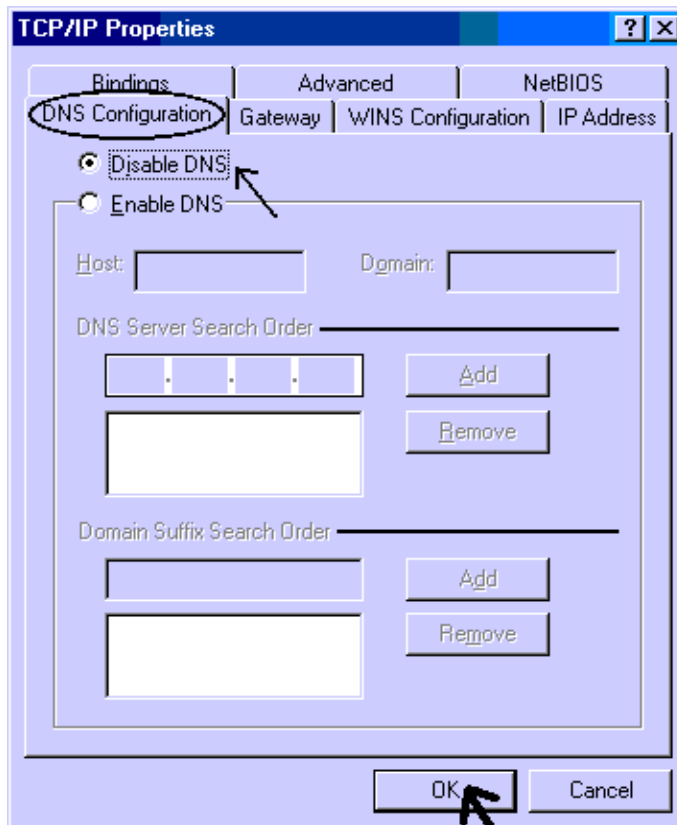 TCP/IP Properties
Bindings Advanced NetBIOS
DNS Configuration Gateway WINS Configuration IP Address
Disable DNS
Enable DNS
Host: Domain:
DNS Server Search Order
. . . Add
Remove
Domain Suffix Search Order
Add
Remove
OK Cancel